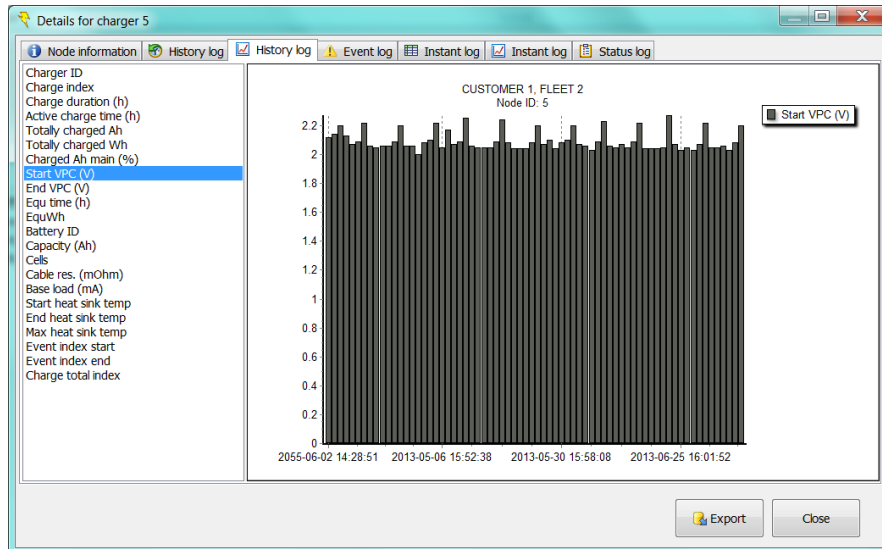 Details for charger 5
Node information History log History log Event log Instant log Instant log Status log
Charger ID
Charge index
Charge duration (h)
Active charge time (h)
Totally charged Ah
Totally charged Wh
Charged Ah main (%)
Start VPC (V)
End VPC (V)
Equ time (h)
EquWh
Battery ID
Capacity (Ah)
Cells
Cable res. (mOhm)
Base load (mA)
Start heat sink temp
End heat sink temp
Max heat sink temp
Event index start
Event index end
Charge total index
CUSTOMER 1, FLEET 2
Node ID: 5
Start VPC (V)
2.2
2
1.8
1.6
1.4
1.2
1
0.8
0.6
0.4
0.2
0
2055-06-02 14:28:51 2013-05-06 15:52:38 2013-05-30 15:58:08 2013-06-25 16:01:52
Export Close